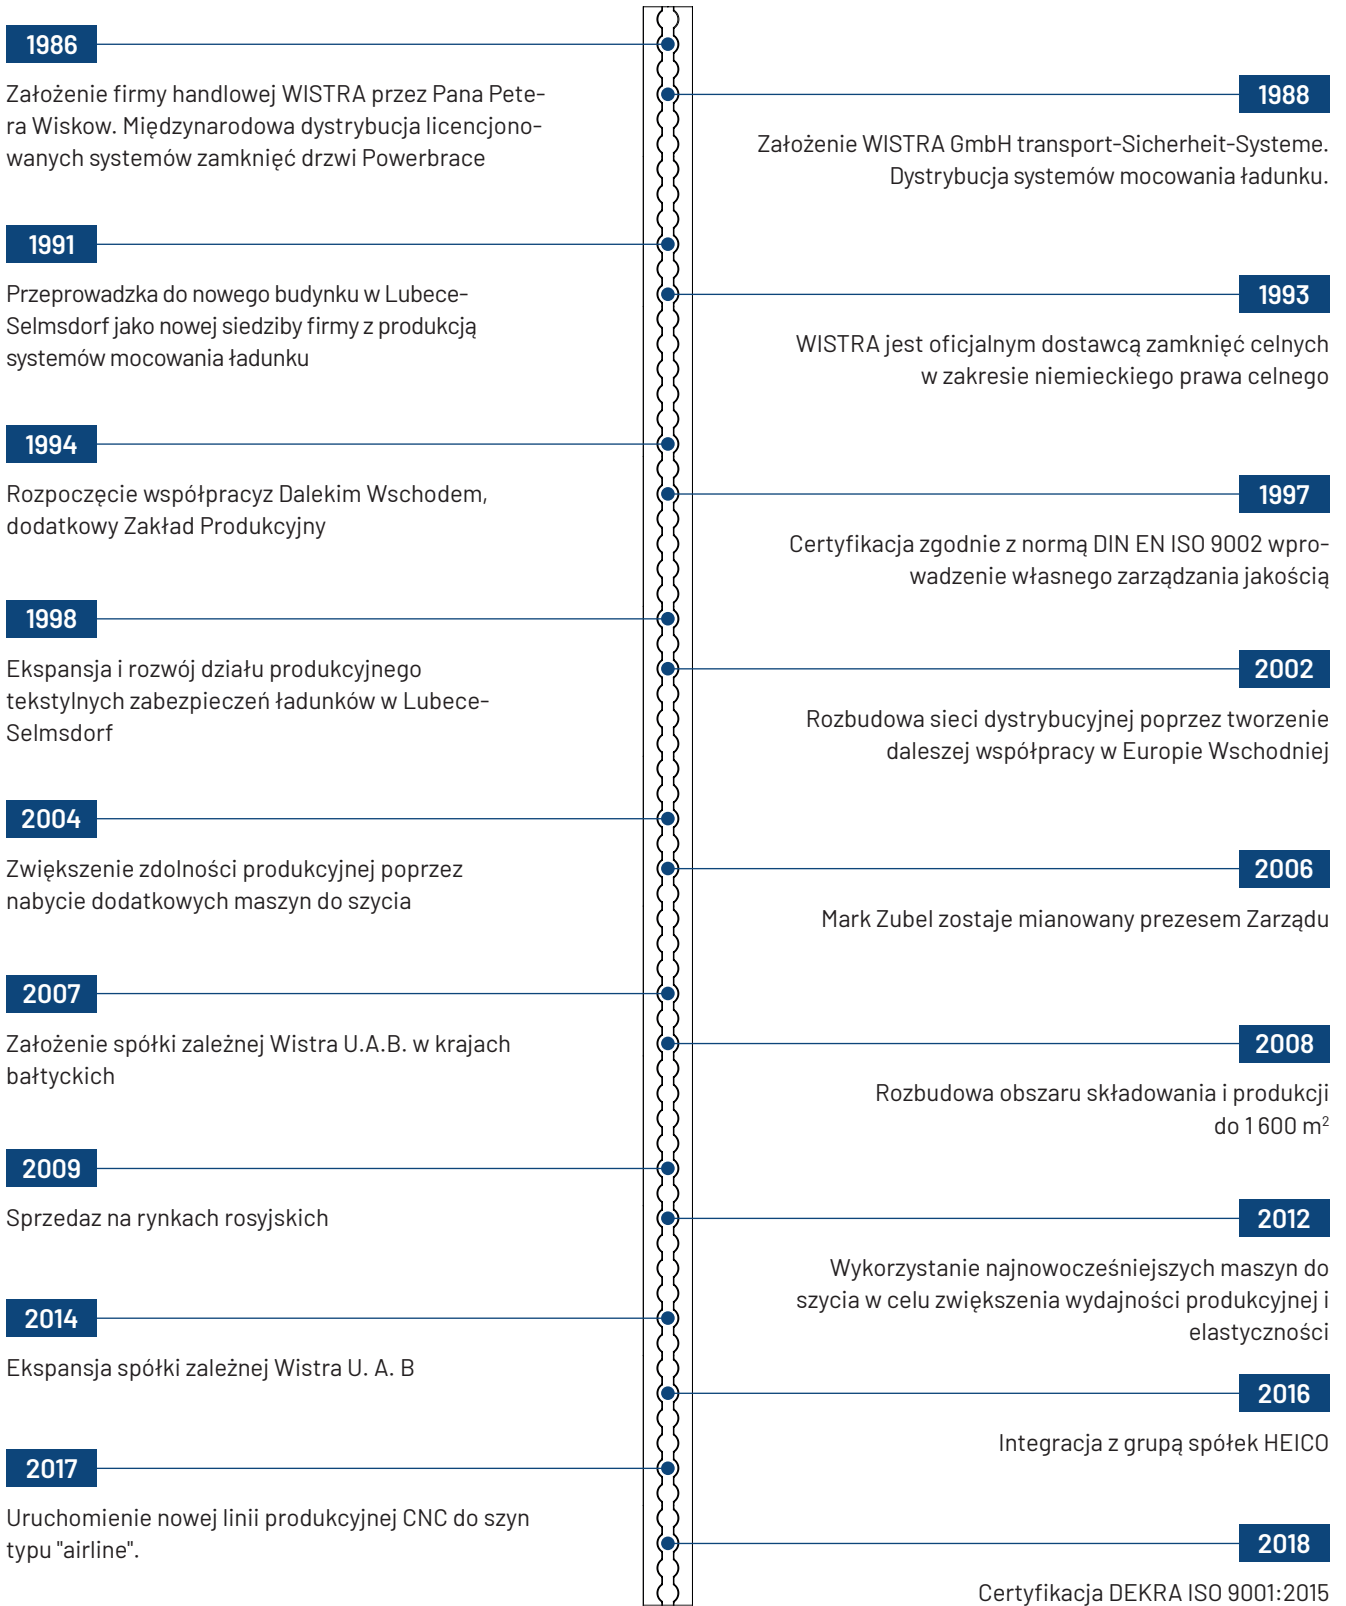 1986
Założenie firmy handlowej WISTRA przez Pana Pete-
ra Wiskow. Międzynarodowa dystrybucja licencjono-
wanych systemów zamknięć drzwi Powerbrace
1988
Założenie WISTRA GmbH transport-Sicherheit-Systeme.
Dystrybucja systemów mocowania ładunku.
1991
Przeprowadzka do nowego budynku w Lubece-
Selmsdorf jako nowej siedziby firmy z produkcją
systemów mocowania ładunku
1993
WISTRA jest oficjalnym dostawcą zamknięć celnych
w zakresie niemieckiego prawa celnego
1994
Rozpoczęcie współpracyz Dalekim Wschodem,
dodatkowy Zakład Produkcyjny
1997
Certyfikacja zgodnie z normą DIN EN ISO 9002 wpro-
wadzenie własnego zarządzania jakością
1998
Ekspansja i rozwój działu produkcyjnego
tekstylnych zabezpieczeń ładunków w Lubece-
Selmsdorf
2002
Rozbudowa sieci dystrybucyjnej poprzez tworzenie
daleszej współpracy w Europie Wschodniej
2004
Zwiększenie zdolności produkcyjnej poprzez
nabycie dodatkowych maszyn do szycia
2006
Mark Zubel zostaje mianowany prezesem Zarządu
2007
Założenie spółki zależnej Wistra U.A.B. w krajach
bałtyckich
2008
Rozbudowa obszaru składowania i produkcji
do 1 600 m²
2009
Sprzedaz na rynkach rosyjskich
2012
Wykorzystanie najnowocześniejszych maszyn do
szycia w celu zwiększenia wydajności produkcyjnej i
elastyczności
2014
Ekspansja spółki zależnej Wistra U. A. B
2016
Integracja z grupą spółek HEICO
2017
Uruchomienie nowej linii produkcyjnej CNC do szyn
typu "airline".
2018
Certyfikacja DEKRA ISO 9001:2015